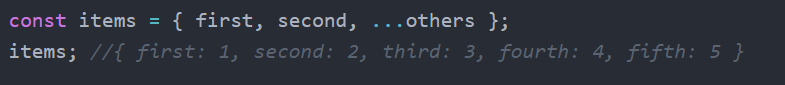 const items = { first, second, ...others };
items; //{ first: 1, second: 2, third: 3, fourth: 4, fifth: 5 }